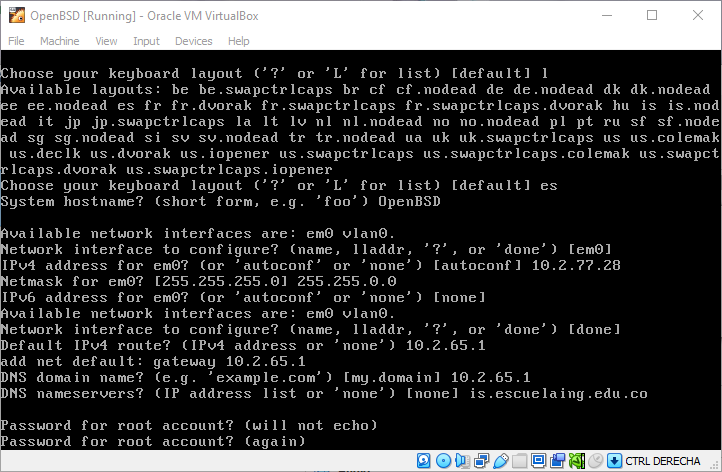 OpenBSD [Running] - Oracle VM VirtualBox
File Machine View Input Devices Help
Choose your keyboard layout ('?' or 'L' for list) [default] l
Available layouts: be be.swapctrlcaps br cf cf.nodead de de.nodead dk dk.nodead
ee ee.nodead es fr fr.dvorak fr.swapctrlcaps fr.swapctrlcaps.dvorak hu is is.nod
ead it jp jp.swapctrlcaps la lt lv nl nl.nodead no no.nodead pl pt ru sf sf.node
ad sg sg.nodead si sv sv.nodead tr tr.nodead ua uk uk.swapctrlcaps us us.colemak
us.declk us.dvorak us.iopener us.swapctrlcaps us.swapctrlcaps.colemak us.swapct
rlcaps.dvorak us.swapctrlcaps.iopener
Choose your keyboard layout ('?' or 'L' for list) [default] es
System hostname? (short form, e.g. 'foo') OpenBSD
Available network interfaces are: em0 vlan0.
Network interface to configure? (name, lladdr, '?', or 'done') [em0]
IPv4 address for em0? (or 'autoconf' or 'none') [autoconf] 10.2.77.28
Netmask for em0? [255.255.255.0] 255.255.0.0
IPv6 address for em0? (or 'autoconf' or 'none') [none]
Available network interfaces are: em0 vlan0.
Network interface to configure? (name, lladdr, '?', or 'done') [done]
Default IPv4 route? (IPv4 address or 'none') 10.2.65.1
add net default: gateway 10.2.65.1
DNS domain name? (e.g. 'example.com') [my.domain] 10.2.65.1
DNS nameservers? (IP address list or 'none') [none] is.escuelaing.edu.co
Password for root account? (will not echo)
Password for root account? (again)
CTRL DERECHA